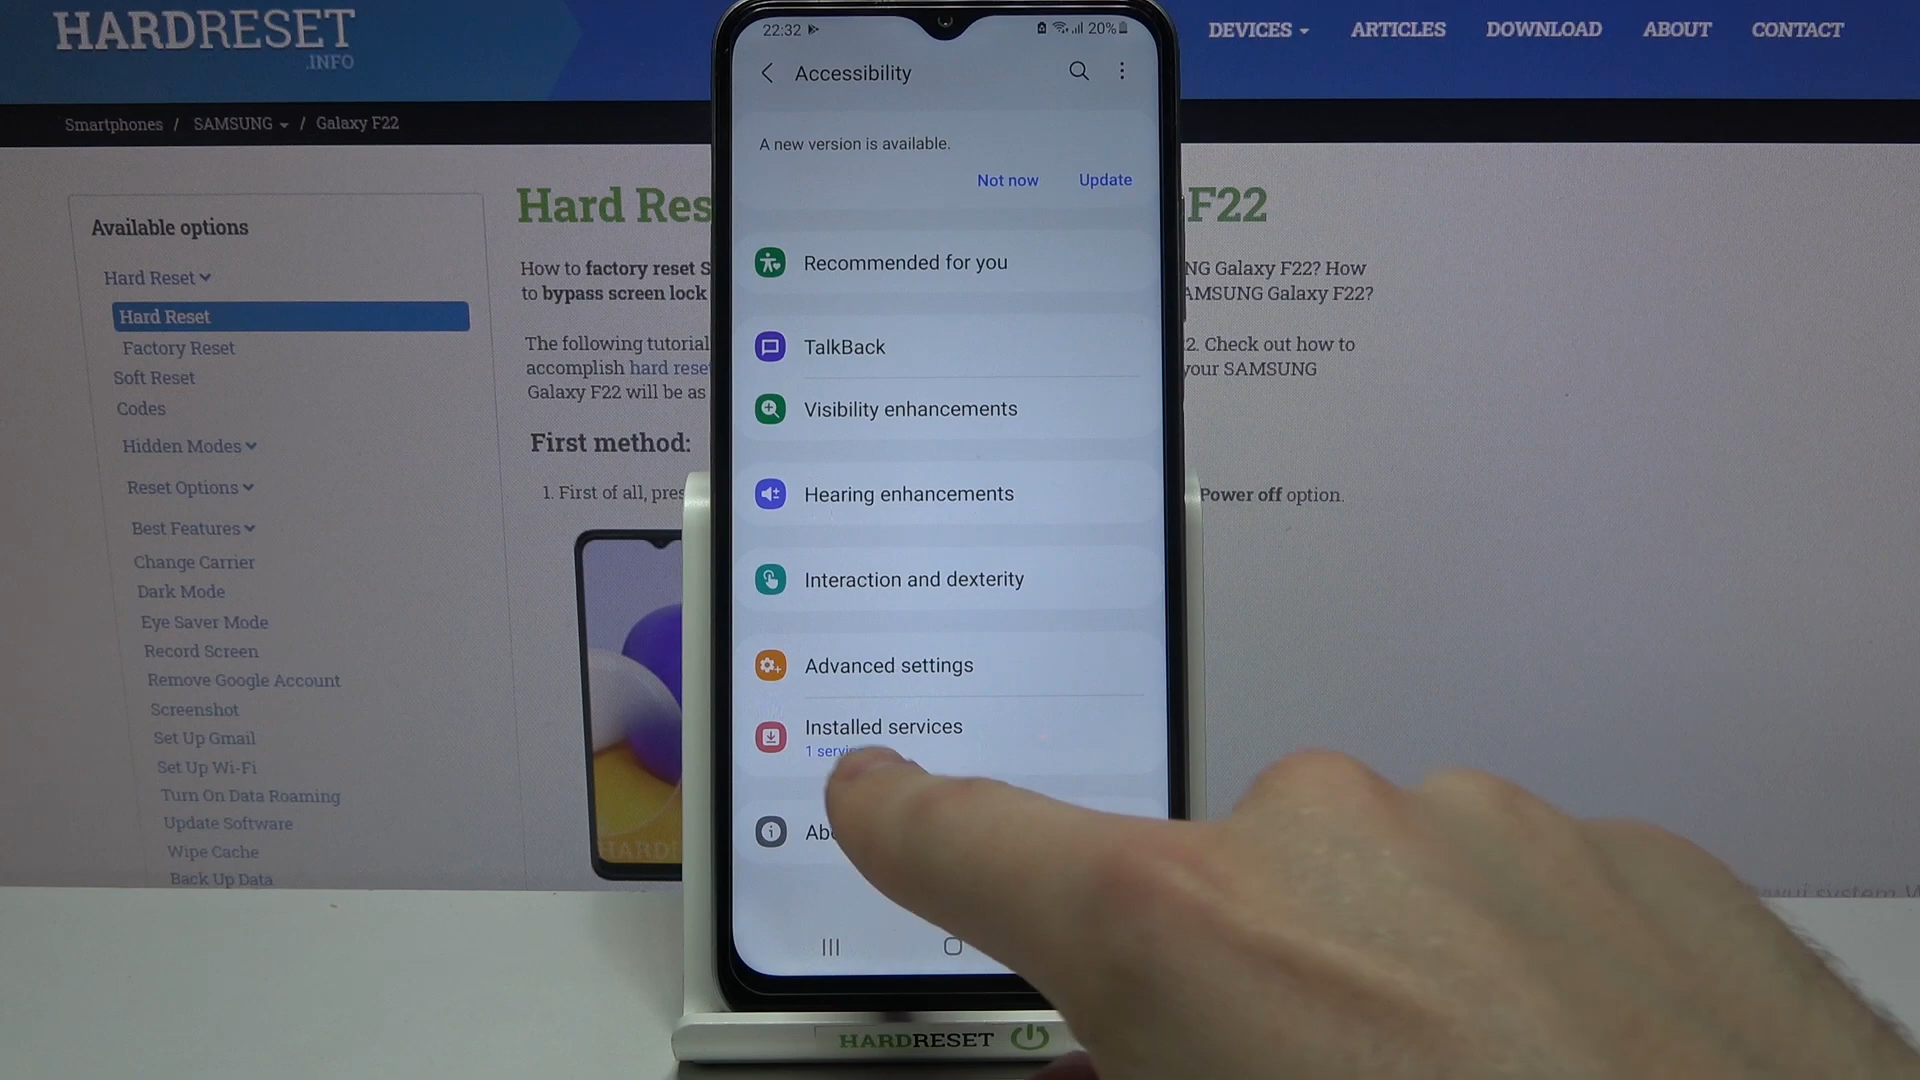 HARDRESET
.INFO
DEVICES
ARTICLES
DOWNLOAD
ABOUT
CONTACT
Smartphones / SAMSUNG / Galaxy F22
Available options
Hard Reset
Hard Reset
Factory Reset
Soft Reset
Codes
Hidden Modes
Reset Options
Best Features
Change Carrier
Dark Mode
Eye Saver Mode
Record Screen
Remove Google Account
Screenshot
Set Up Gmail
Set Up Wi-Fi
Turn On Data Roaming
Update Software
Wipe Cache
Back Up Data
Hard Res
F22
How to factory reset S
NG Galaxy F22? How
to bypass screen lock
AMSUNG Galaxy F22?
The following tutorial
2. Check out how to
accomplish hard rese
your SAMSUNG
Galaxy F22 will be as
First method:
1. First of all, pres
Power off option.
22:32
20%
Accessibility
A new version is available.
Not now
Update
Recommended for you
TalkBack
Visibility enhancements
Hearing enhancements
Interaction and dexterity
Advanced settings
Installed services
1 servi
Ab
HARDRESET